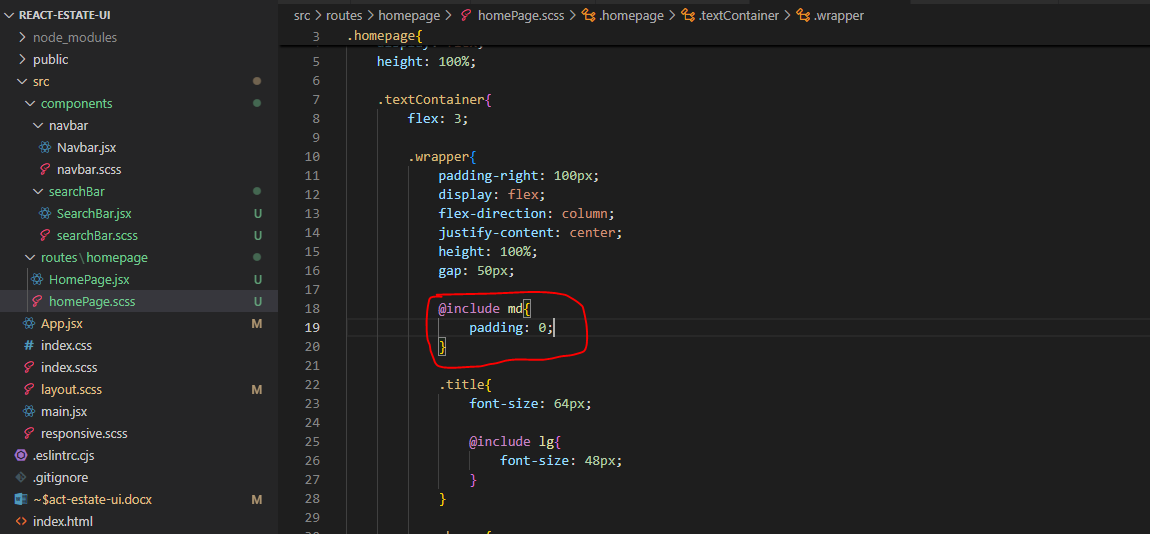 REACT-ESTATE-UI
node_modules
public
src
components
navbar
Navbar.jsx
navbar.scss
searchBar
SearchBar.jsx U
searchBar.scss U
routes\homepage
HomePage.jsx U
homePage.scss U
App.jsx M
index.css
index.scss
layout.scss M
main.jsx
responsive.scss
.eslintrc.cjs
.gitignore
~$act-estate-ui.docx M
index.html
src > routes > homepage > homePage.scss > .homepage > .textContainer > .wrapper
3 .homepage{
5 height: 100%;
6
7 .textContainer{
8 flex: 3;
9
10 .wrapper{
11 padding-right: 100px;
12 display: flex;
13 flex-direction: column;
14 justify-content: center;
15 height: 100%;
16 gap: 50px;
17
18 @include md{
19 padding: 0;
20 }
21
22 .title{
23 font-size: 64px;
24
25 @include lg{
26 font-size: 48px;
27 }
28 }
29